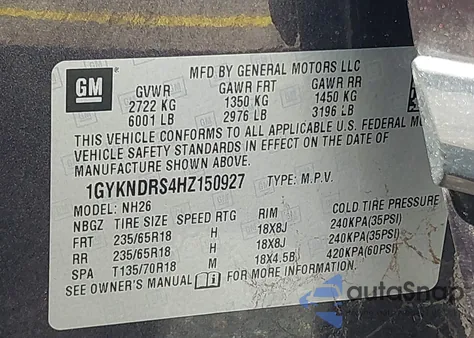 GM
MFD BY GENERAL MOTORS LLC
GVWR GAWR FRT GAWR RR
2722 KG 1350 KG 1450 KG
6001 LB 2976 LB 3196 LB
THIS VEHICLE CONFORMS TO ALL APPLICABLE U.S. FEDERAL MOTOR
VEHICLE SAFETY STANDARDS IN EFFECT ON THE DATE OF
MANUFACTURE SHOWN ABOVE.
1GYKNDRS4HZ150927 TYPE: M.P.V.
MODEL: NH26
NBGZ TIRE SIZE SPEED RTG RIM COLD TIRE PRESSURE
FRT 235/65R18 H 18X8J 240KPA(35PSI)
RR 235/65R18 H 18X8J 240KPA(35PSI)
SPA T135/70R18 M 18X4.5B 420KPA(60PSI)
SEE OWNER'S MANUAL FOR MORE INFORMATION
autoSnap